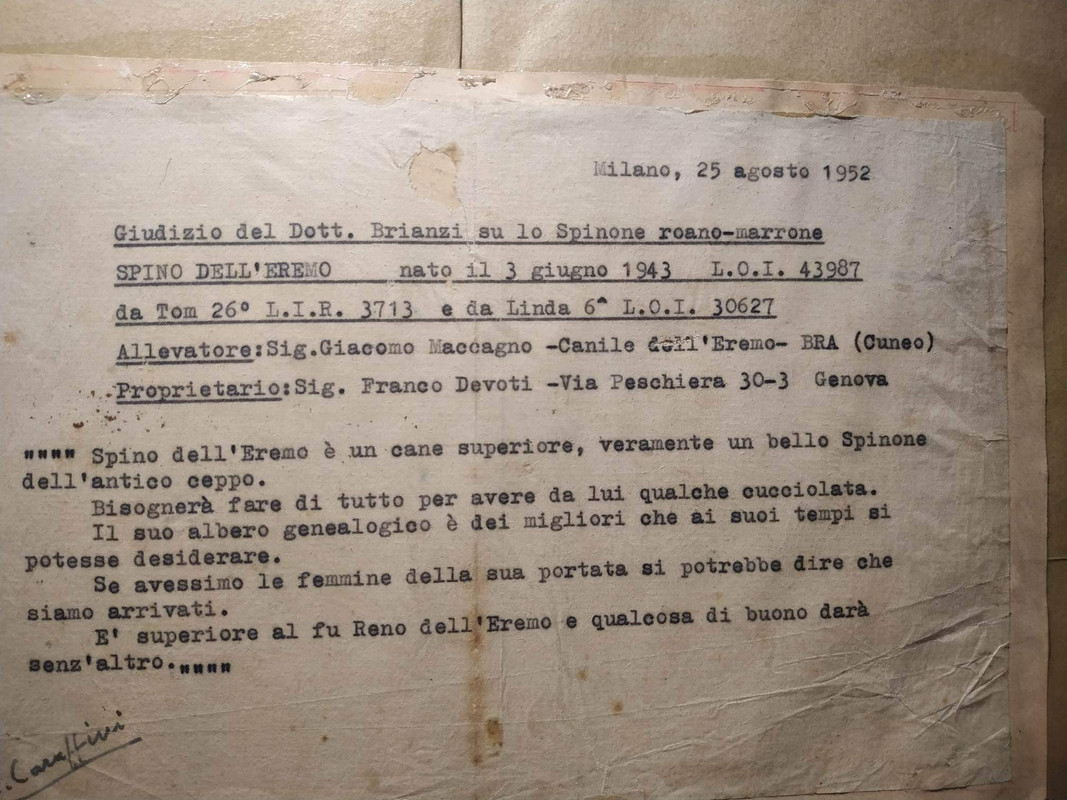 Milano, 25 agosto 1952
Giudizio del Dott. Brianzi su lo Spinone roano-marrone
SPINO DELL'EREMO nato il 3 giugno 1943 L.O.I. 43987
da Tom 26° L.I.R. 3713 e da Linda 6^ L.O.I. 30627
Allevatore:Sig.Giacomo Maccagno -Canile dell'Eremo- BRA (Cuneo)
Proprietario:Sig. Franco Devoti -Via Peschiera 30-3 Genova
"""" Spino dell'Eremo è un cane superiore, veramente un bello Spinone
dell'antico ceppo.
Bisognerà fare di tutto per avere da lui qualche cucciolata.
Il suo albero genealogico è dei migliori che ai suoi tempi si
potesse desiderare.
Se avessimo le femmine della sua portata si potrebbe dire che
siamo arrivati.
E' superiore al fu Reno dell'Eremo e qualcosa di buono darà
senz'altro.""""